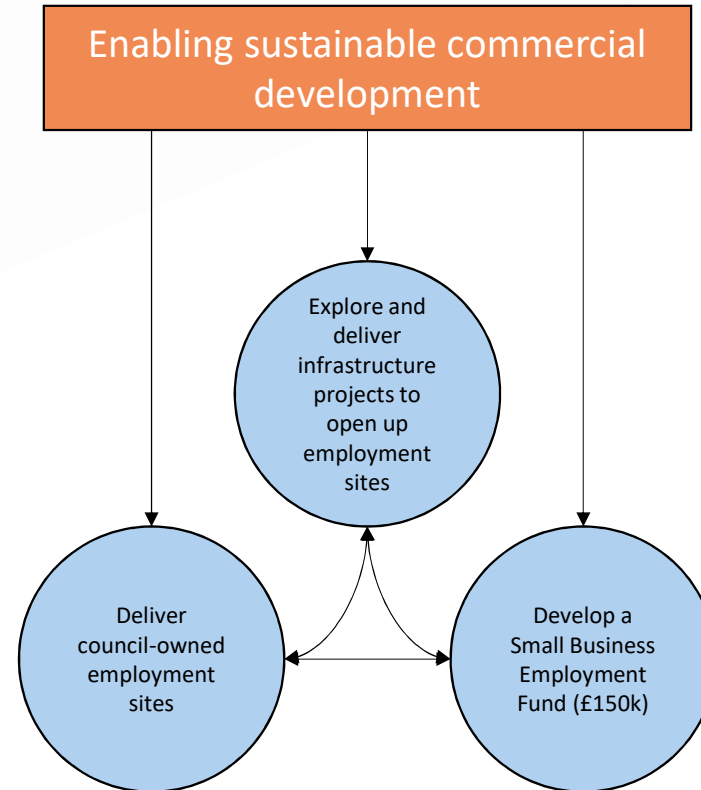 Enabling sustainable commercial
development
Explore and
deliver
infrastructure
projects to
open up
employment
sites
Deliver
council-owned
employment
sites
Develop a
Small Business
Employment
Fund (£150k)